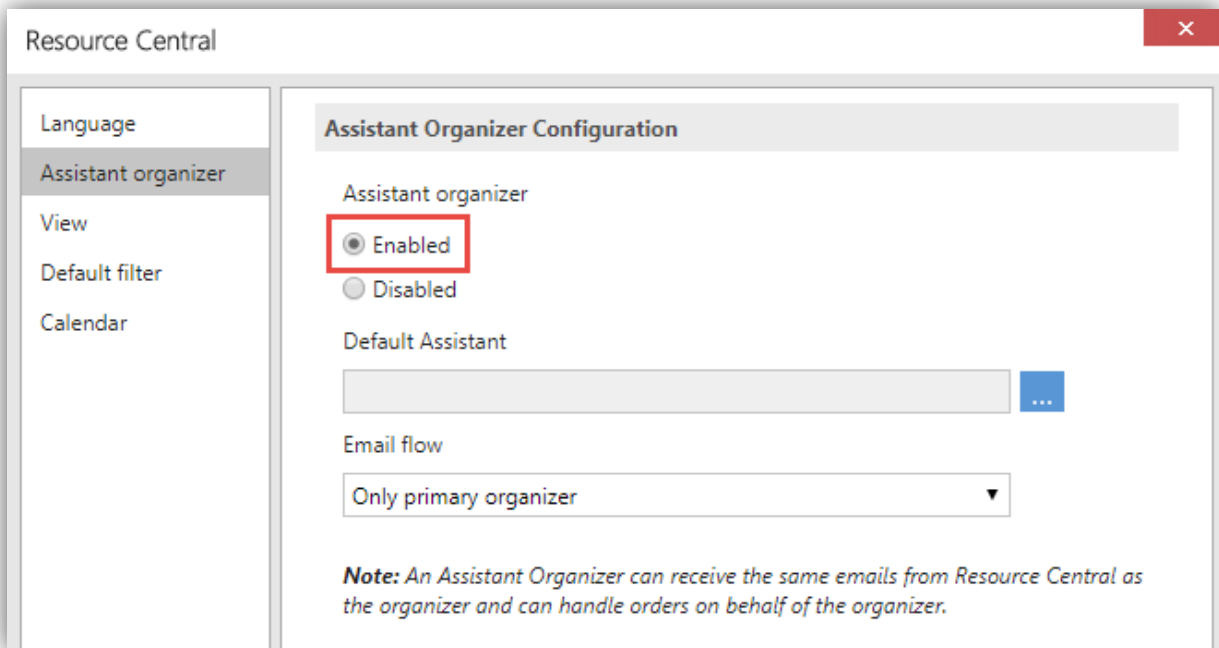 Resource Central
Language
Assistant organizer
View
Default filter
Calendar
Assistant Organizer Configuration
Assistant organizer
Enabled
Disabled
Default Assistant
...
Email flow
Only primary organizer
Note: An Assistant Organizer can receive the same emails from Resource Central as
the organizer and can handle orders on behalf of the organizer.